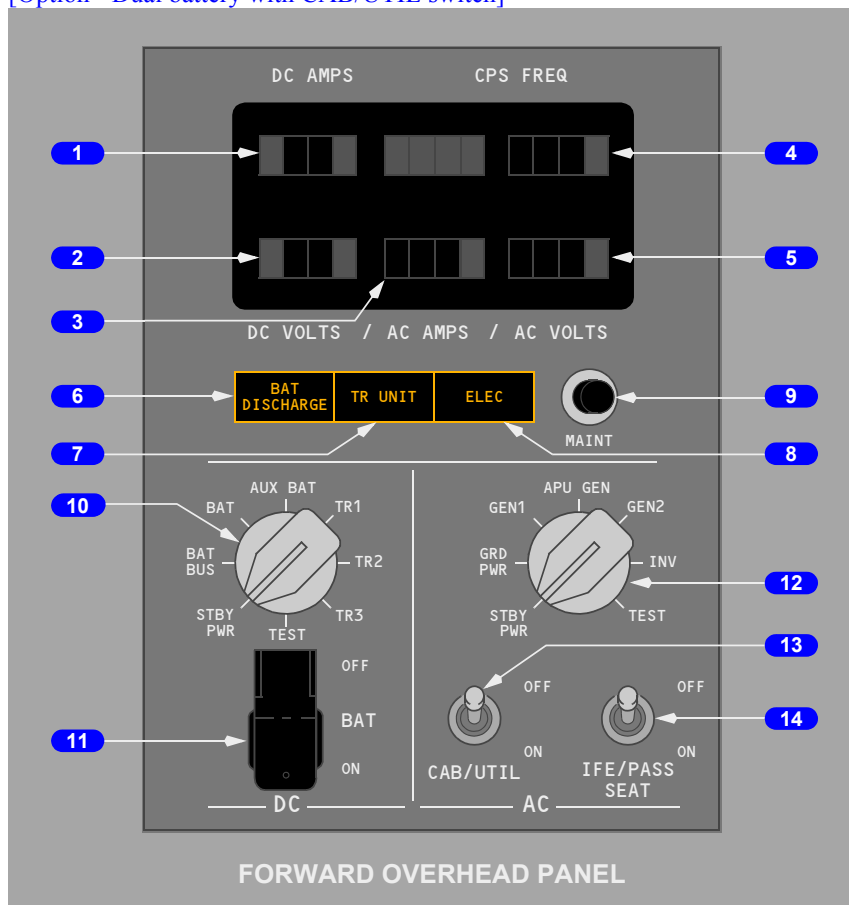 [Option - Dual battery with CAB/UTIL switch]
DC AMPS CPS FREQ
1 4
2 5
3
DC VOLTS / AC AMPS / AC VOLTS
6 BAT DISCHARGE TR UNIT ELEC 9
MAINT
7 8
AUX BAT APU GEN
10 BAT TR1 GEN1 GEN2
BAT BUS TR2 GRD PWR INV
12
STBY PWR TR3 STBY PWR TEST
TEST
13
OFF OFF OFF
11 BAT 14
ON ON ON
CAB/UTIL IFE/PASS SEAT
DC AC
FORWARD OVERHEAD PANEL